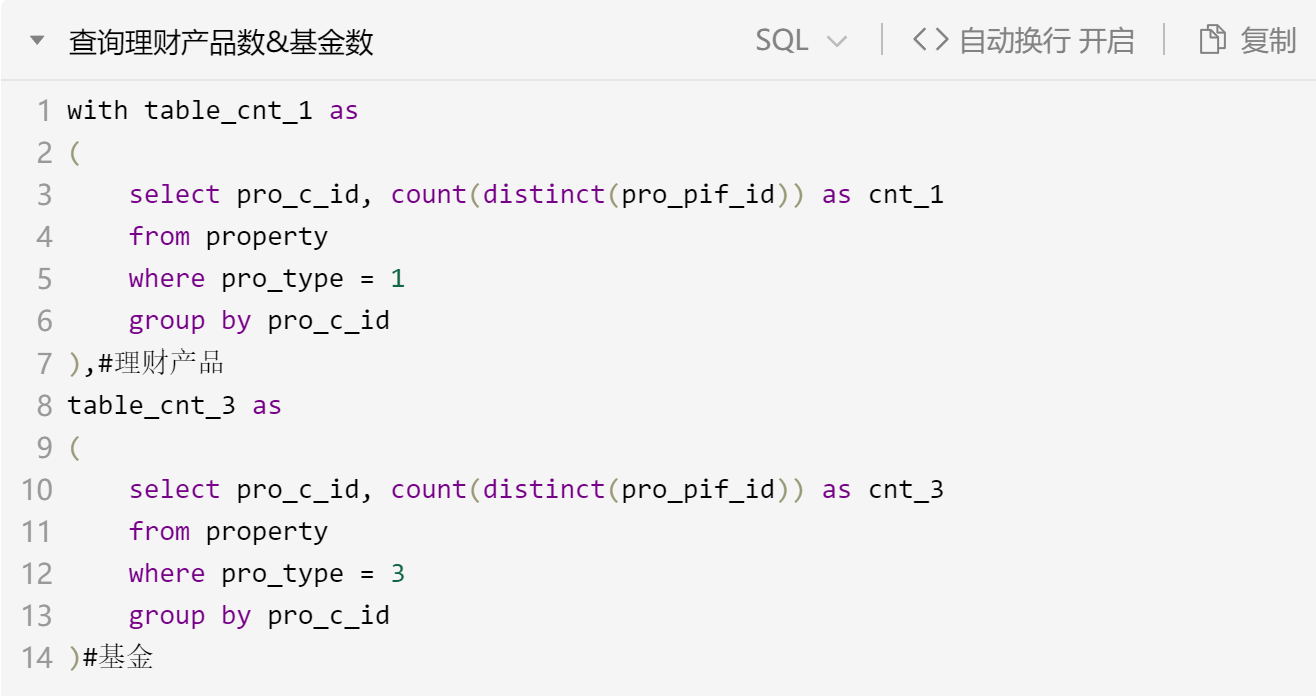 查询理财产品数&基金数 SQL <> 自动换行 开启 复制
1 with table_cnt_1 as
2 (
3     select pro_c_id, count(distinct(pro_pif_id)) as cnt_1
4     from property
5     where pro_type = 1
6     group by pro_c_id
7 ),#理财产品
8 table_cnt_3 as
9 (
10     select pro_c_id, count(distinct(pro_pif_id)) as cnt_3
11     from property
12     where pro_type = 3
13     group by pro_c_id
14 )#基金